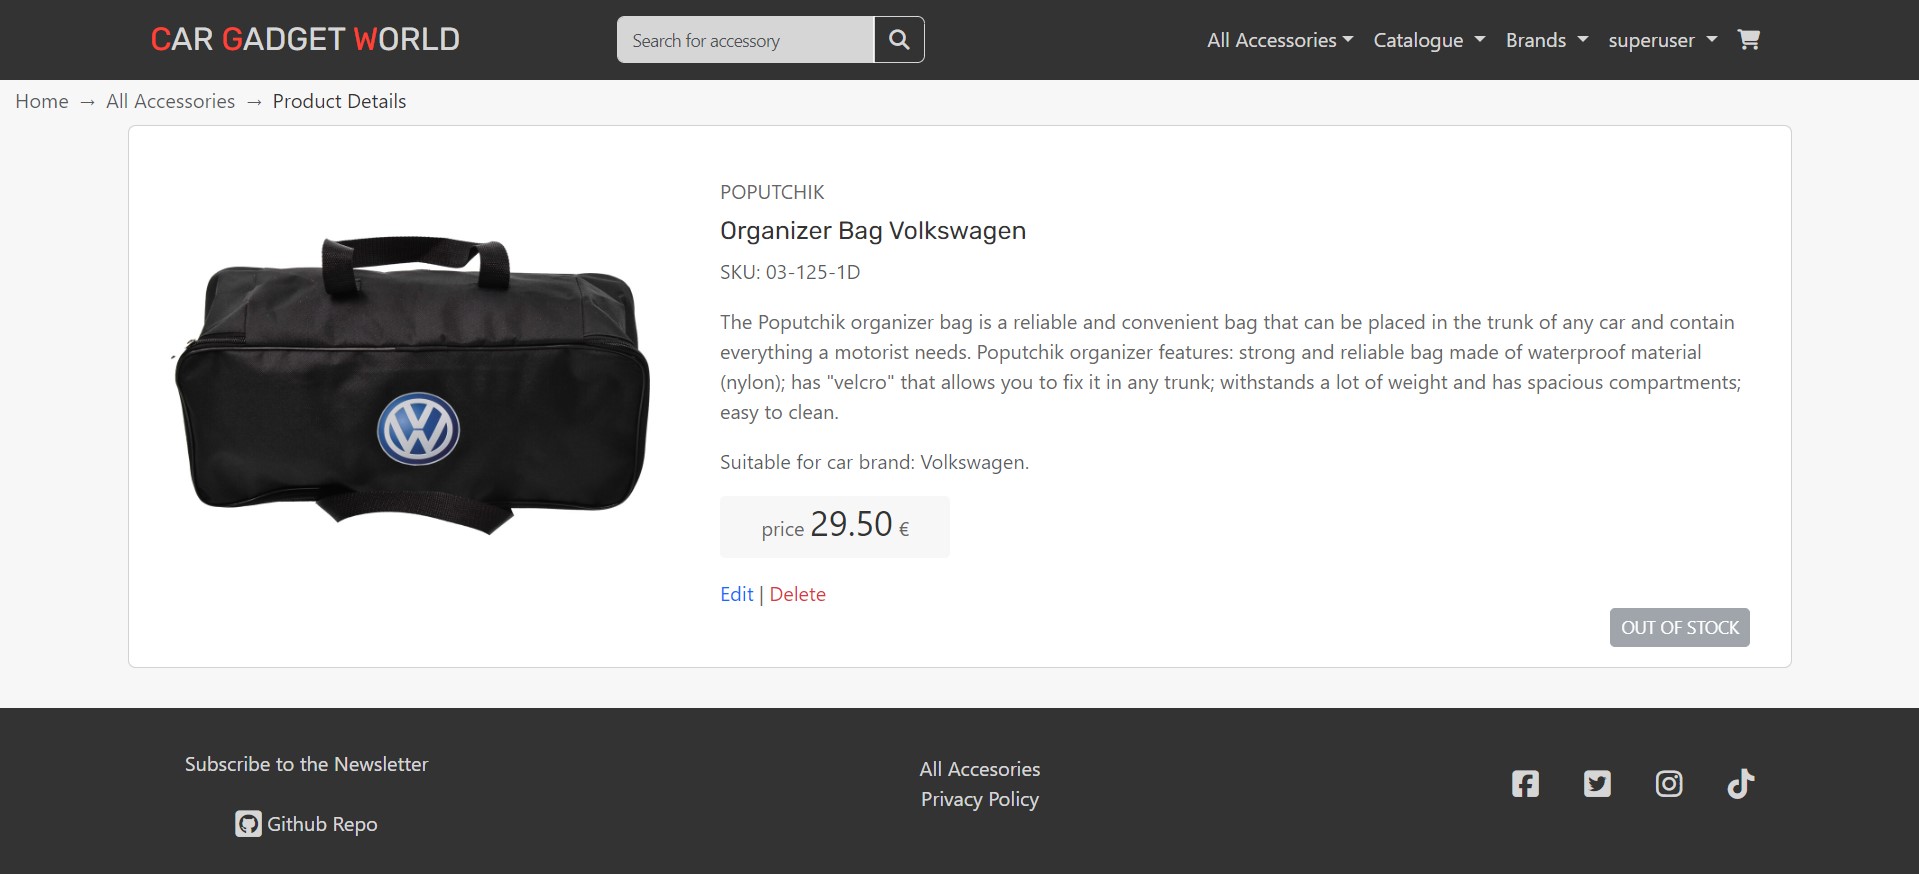 CAR GADGET WORLD
Search for accessory
All Accessories
Catalogue
Brands
superuser
Home → All Accessories → Product Details
POPUTCHIK
Organizer Bag Volkswagen
SKU: 03-125-1D
The Poputchik organizer bag is a reliable and convenient bag that can be placed in the trunk of any car and contain
everything a motorist needs. Poputchik organizer features: strong and reliable bag made of waterproof material
(nylon); has "velcro" that allows you to fix it in any trunk; withstands a lot of weight and has spacious compartments;
easy to clean.
Suitable for car brand: Volkswagen.
price 29.50 €
Edit | Delete
OUT OF STOCK
Subscribe to the Newsletter
Github Repo
All Accesories
Privacy Policy